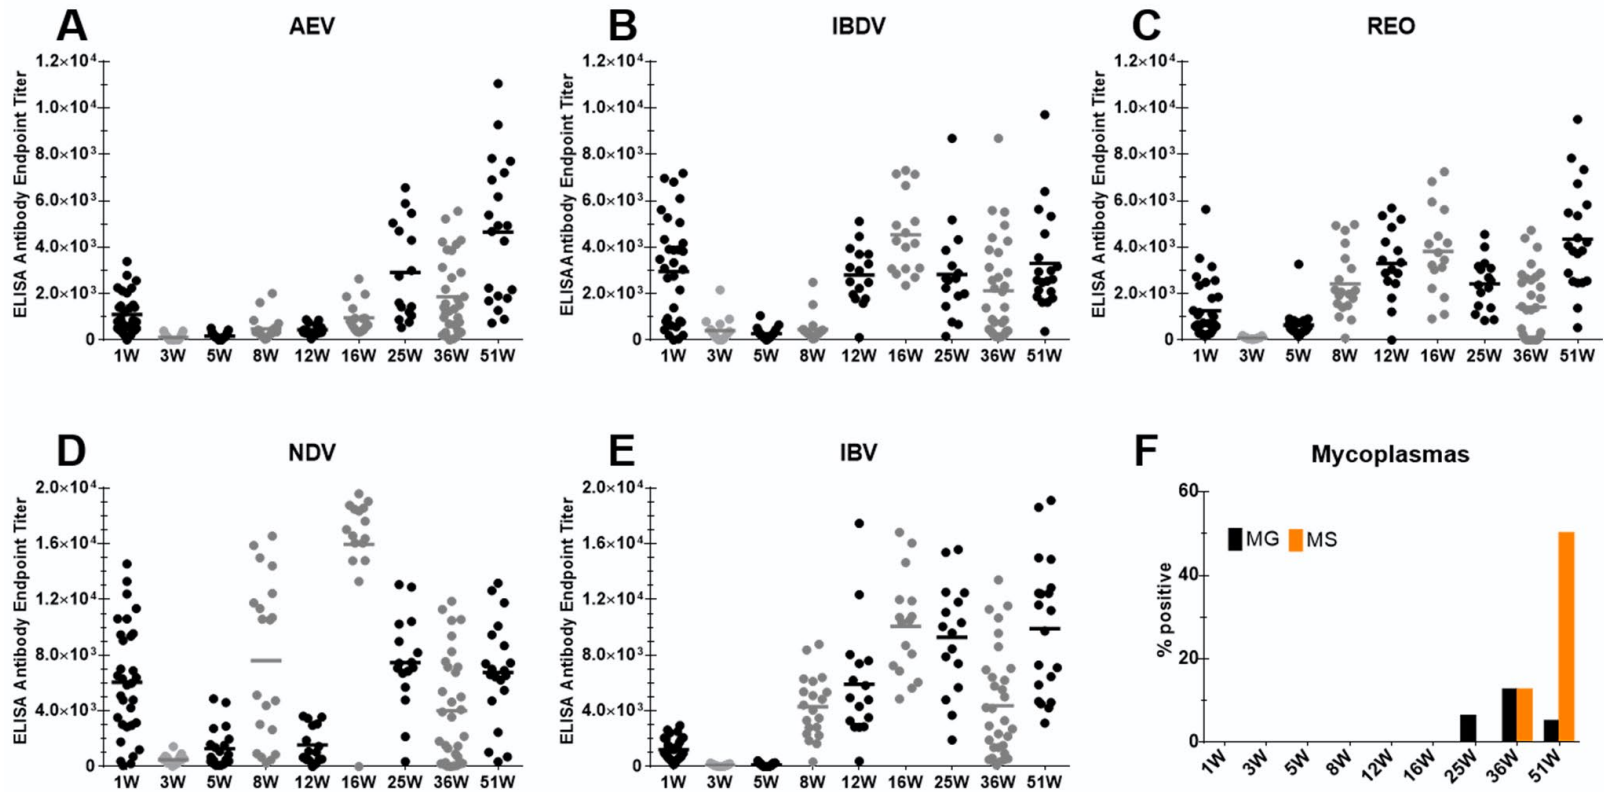 A AEV
ELISA Antibody Endpoint Titer
1.2×10⁴
1.0×10⁴
8.0×10³
6.0×10³
4.0×10³
2.0×10³
0
1W 3W 5W 8W 12W 16W 25W 36W 51W
B IBDV
ELISA Antibody Endpoint Titer
1.2×10⁴
1.0×10⁴
8.0×10³
6.0×10³
4.0×10³
2.0×10³
0
1W 3W 5W 8W 12W 16W 25W 36W 51W
C REO
ELISA Antibody Endpoint Titer
1.2×10⁴
1.0×10⁴
8.0×10³
6.0×10³
4.0×10³
2.0×10³
0
1W 3W 5W 8W 12W 16W 25W 36W 51W
D NDV
ELISA Antibody Endpoint Titer
2.0×10⁴
1.6×10⁴
1.2×10⁴
8.0×10³
4.0×10³
0
1W 3W 5W 8W 12W 16W 25W 36W 51W
E IBV
ELISA Antibody Endpoint Titer
2.0×10⁴
1.6×10⁴
1.2×10⁴
8.0×10³
4.0×10³
0
1W 3W 5W 8W 12W 16W 25W 36W 51W
F Mycoplasmas
% positive
60
40
20
0
MG MS
1W 3W 5W 8W 12W 16W 25W 36W 51W